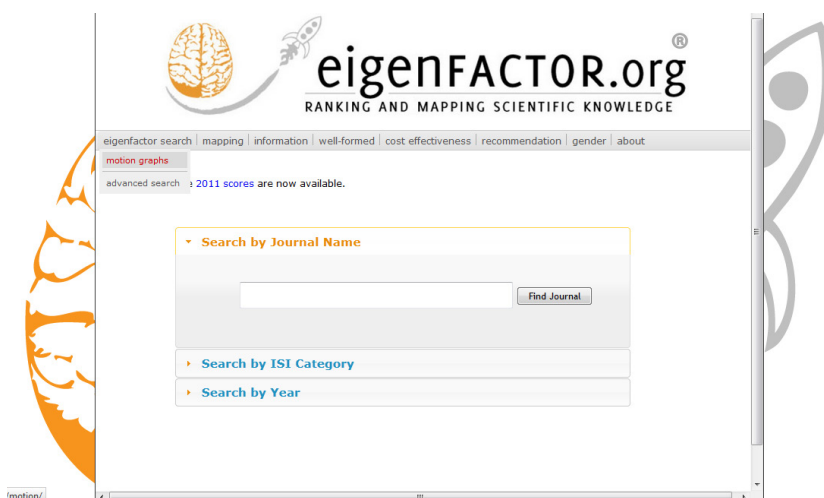 eigenFACTOR.org®
RANKING AND MAPPING SCIENTIFIC KNOWLEDGE
eigenfactor search | mapping | information | well-formed | cost effectiveness | recommendation | gender | about
motion graphs
advanced search
2011 scores are now available.
Search by Journal Name
Find Journal
Search by ISI Category
Search by Year
/motion/